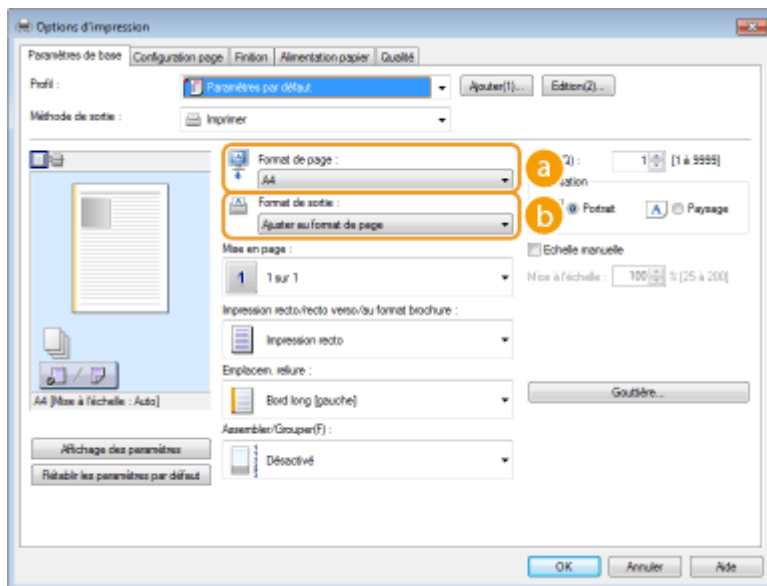 Options d'impression
Paramètres de base Configuration page Finition Alimentation papier Qualité
Profil : Paramètres par défaut Ajouter(1)... Edition(2)...
Méthode de sortie : Imprimer
Format de page :
A4
a
Format de sortie :
Ajuster au format de page
b
Mise en page :
1 1 sur 1
Impression recto/recto verso/au format brochure :
Impression recto
Emplacem. reliure :
Bord long [gauche]
Assembler/Grouper(F) :
Désactivé
1 [1 à 9999]
Portrait A Paysage
Echelle manuelle
Mise à l'échelle : 100 % [25 à 200]
Gouttière...
A4 [Mise à l'échelle : Auto]
Affichage des paramètres
Rétablir les paramètres par défaut
OK Annuler Aide